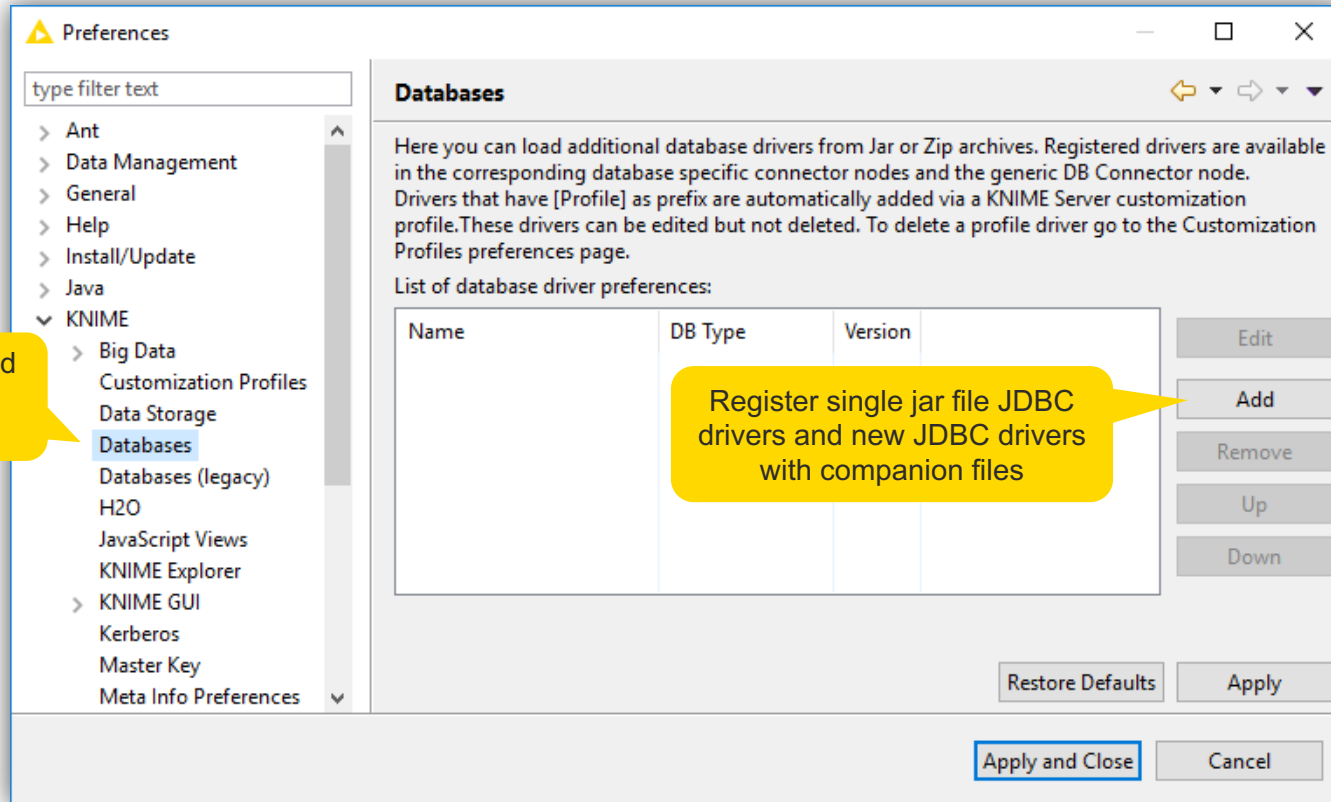 Preferences
type filter text
Ant
Data Management
General
Help
Install/Update
Java
KNIME
Big Data
Customization Profiles
Data Storage
Databases
Databases (legacy)
H2O
JavaScript Views
KNIME Explorer
KNIME GUI
Kerberos
Master Key
Meta Info Preferences
d
Databases
Here you can load additional database drivers from Jar or Zip archives. Registered drivers are available
in the corresponding database specific connector nodes and the generic DB Connector node.
Drivers that have [Profile] as prefix are automatically added via a KNIME Server customization
profile.These drivers can be edited but not deleted. To delete a profile driver go to the Customization
Profiles preferences page.
List of database driver preferences:
Name DB Type Version
Register single jar file JDBC
drivers and new JDBC drivers
with companion files
Edit
Add
Remove
Up
Down
Restore Defaults Apply
Apply and Close Cancel